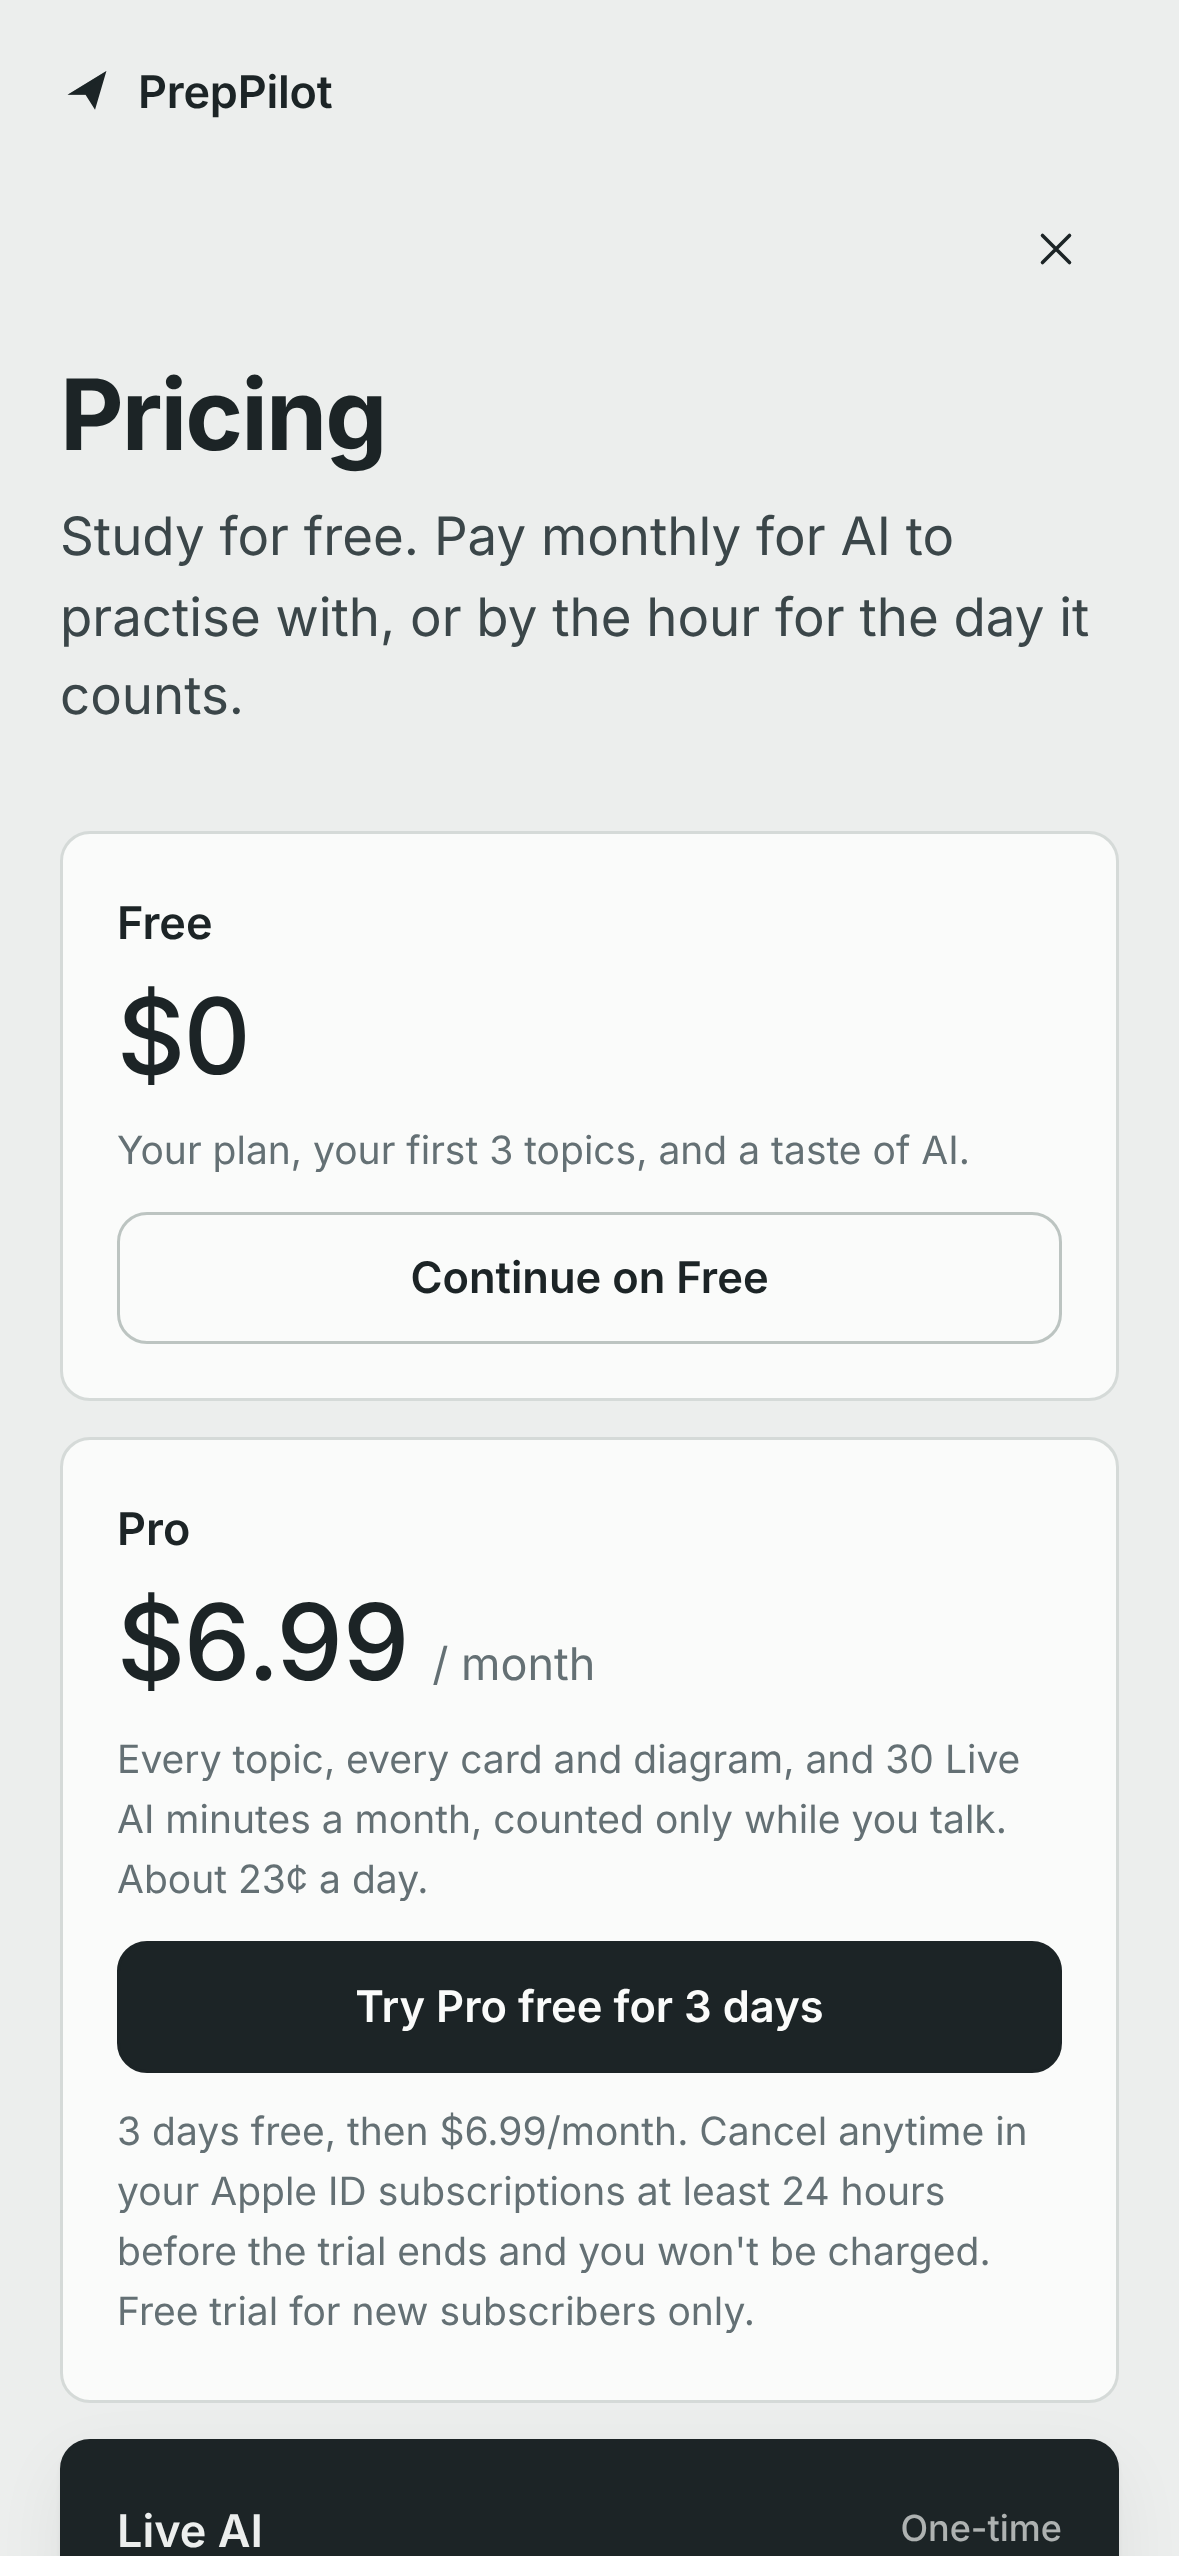 PrepPilot
Pricing
Study for free. Pay monthly for AI to
practise with, or by the hour for the day it
counts.
Free
$0
Your plan, your first 3 topics, and a taste of AI.
Continue on Free
Pro
$6.99 / month
Every topic, every card and diagram, and 30 Live
AI minutes a month, counted only while you talk.
About 23¢ a day.
Try Pro free for 3 days
3 days free, then $6.99/month. Cancel anytime in
your Apple ID subscriptions at least 24 hours
before the trial ends and you won't be charged.
Free trial for new subscribers only.
Live AI One-time